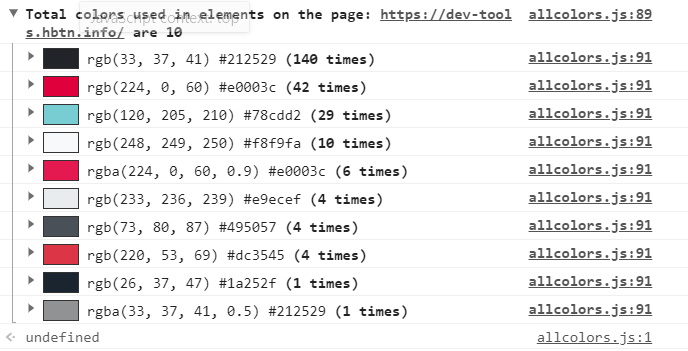 Total colors used in elements on the page: https://dev-tool allcolors.js:89
s.hbtn.info/ are 10
JavaScript context: top
rgb(33, 37, 41) #212529 (140 times) allcolors.js:91
rgb(224, 0, 60) #e0003c (42 times) allcolors.js:91
rgb(120, 205, 210) #78cdd2 (29 times) allcolors.js:91
rgb(248, 249, 250) #f8f9fa (10 times) allcolors.js:91
rgba(224, 0, 60, 0.9) #e0003c (6 times) allcolors.js:91
rgb(233, 236, 239) #e9ecef (4 times) allcolors.js:91
rgb(73, 80, 87) #495057 (4 times) allcolors.js:91
rgb(220, 53, 69) #dc3545 (4 times) allcolors.js:91
rgb(26, 37, 47) #1a252f (1 times) allcolors.js:91
rgba(33, 37, 41, 0.5) #212529 (1 times) allcolors.js:91
undefined allcolors.js:1